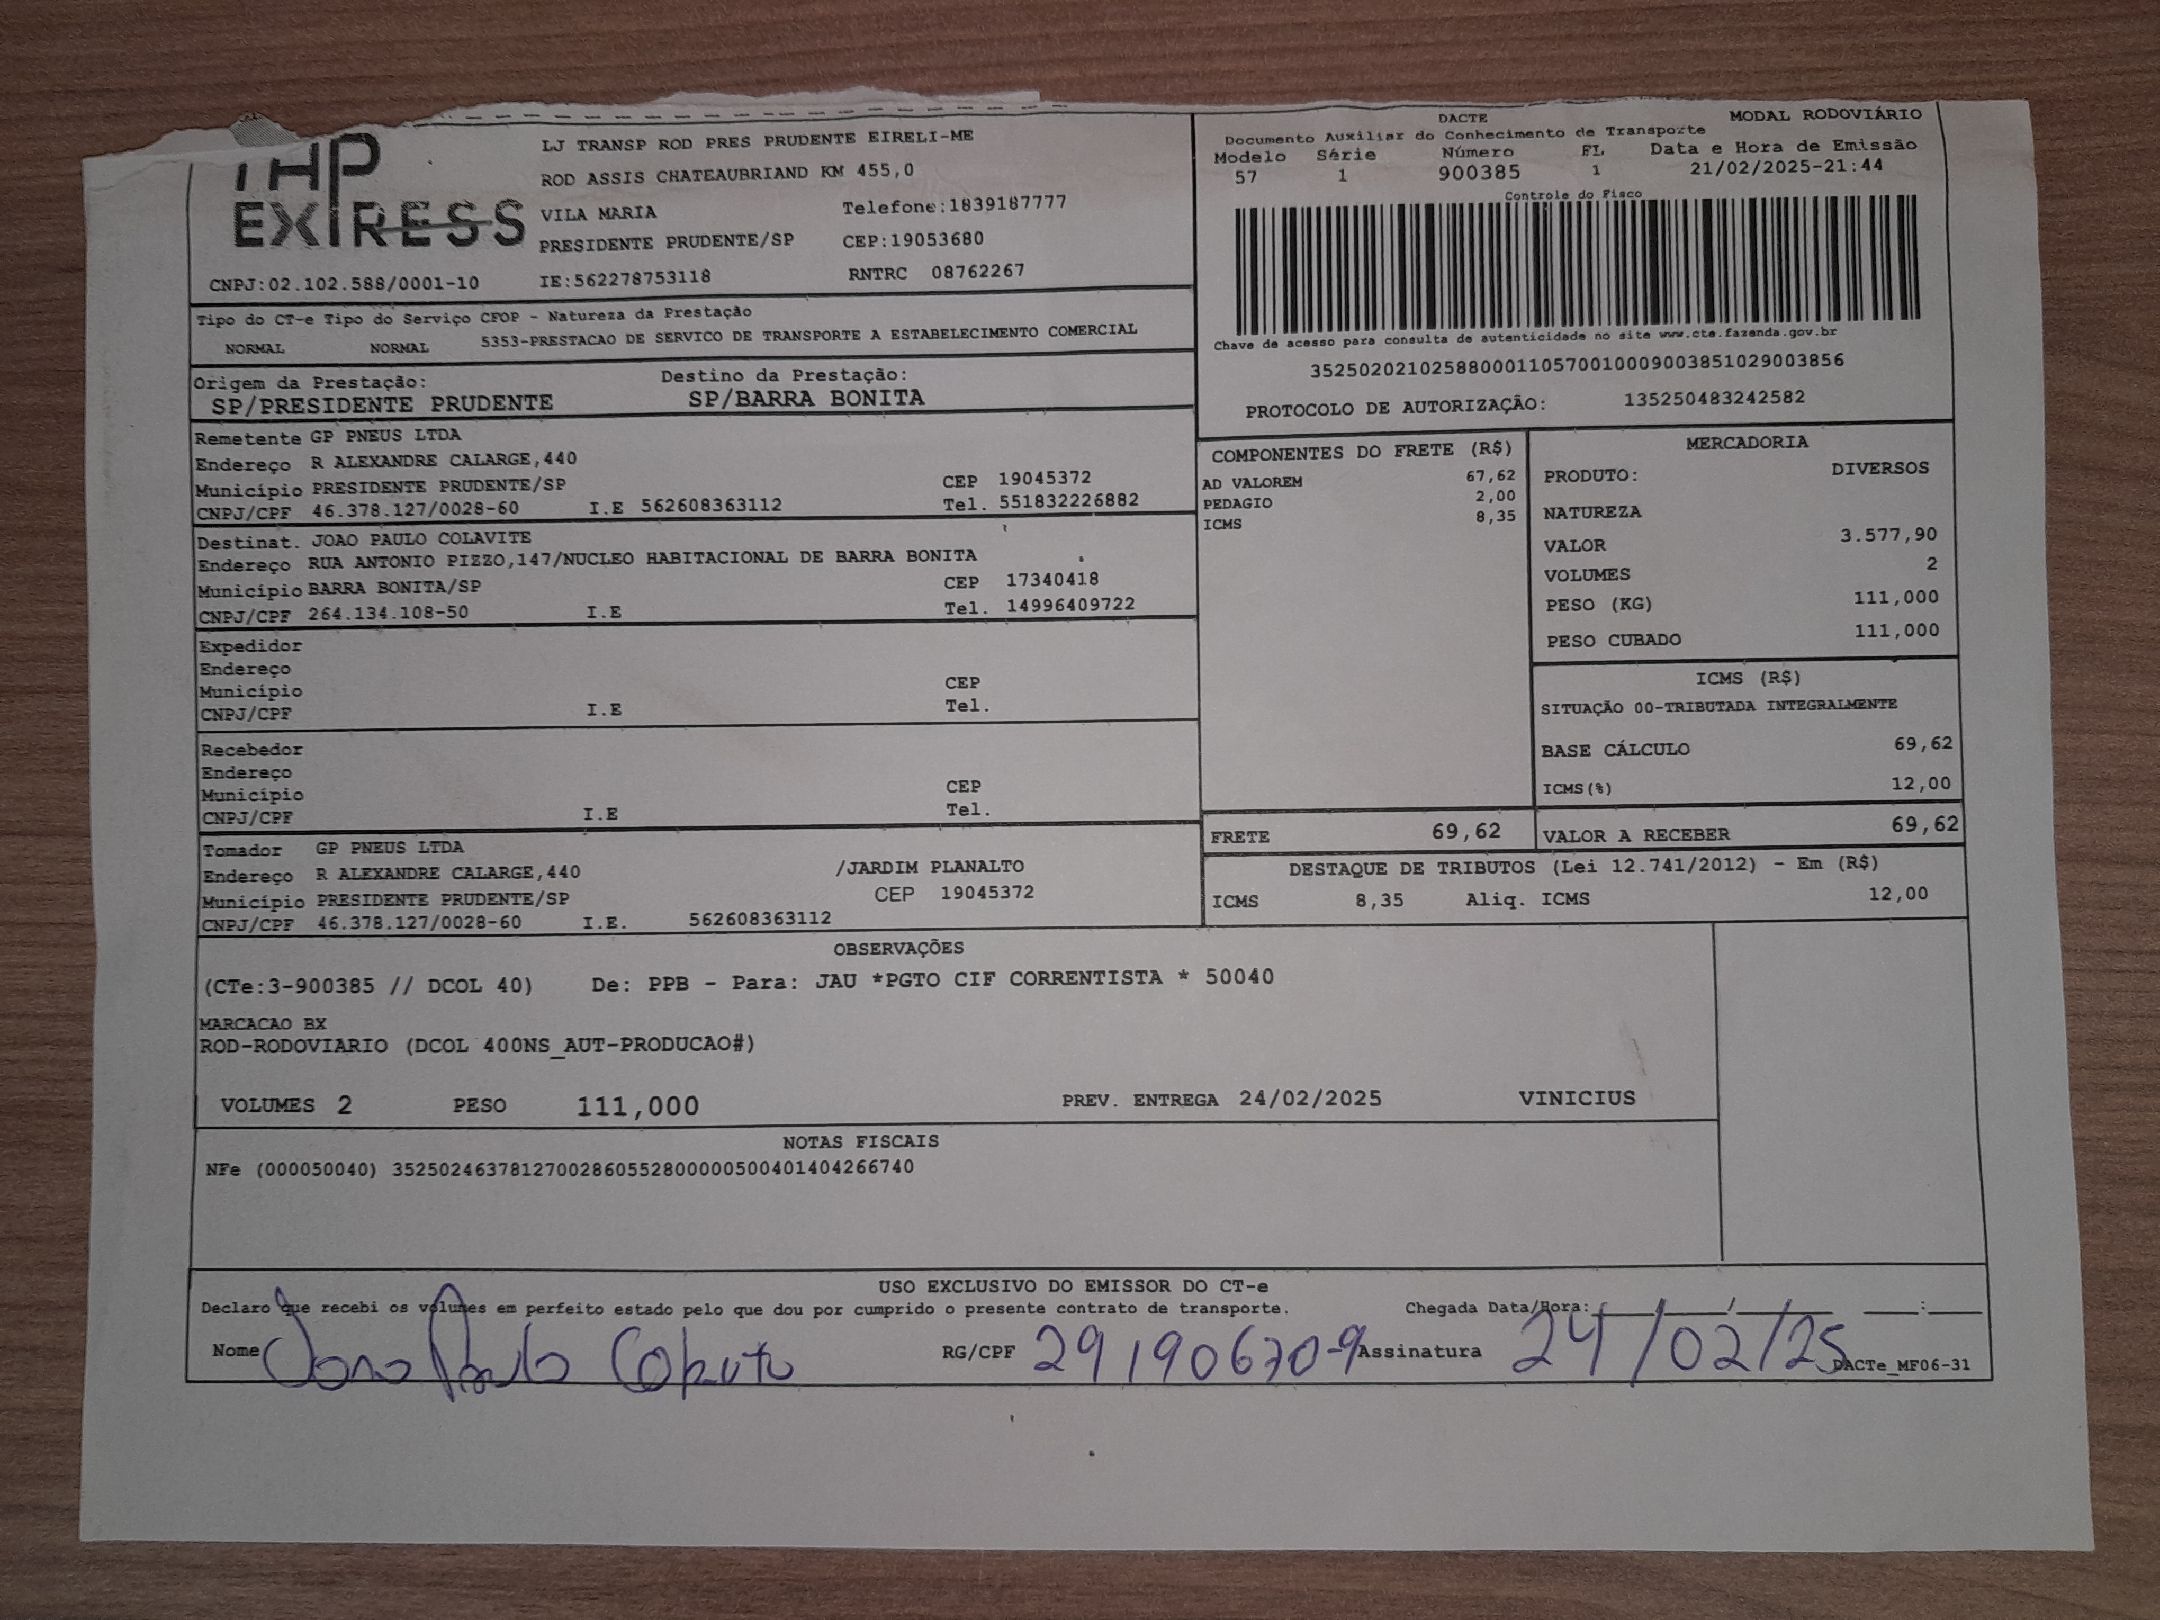 THP
EXPRESS
LJ TRANSP ROD PRES PRUDENTE EIRELI-ME
ROD ASSIS CHATEAUBRIAND KM 455,0
VILA MARIA Telefone:1839187777
PRESIDENTE PRUDENTE/SP CEP:19053680
CNPJ:02.102.588/0001-10 IE:562278753118 RNTRC 08762267
DACTE MODAL RODOVIÁRIO
Documento Auxiliar do Conhecimento de Transporte
Modelo Série Número FL Data e Hora de Emissão
57 1 900385 1 21/02/2025-21:44
Controle do Fisco
Chave de acesso para consulta de autenticidade no site www.cte.fazenda.gov.br
35250202102588000110570010009003851029003856
PROTOCOLO DE AUTORIZAÇÃO: 135250483242582
Tipo do CT-e Tipo do Serviço CFOP - Natureza da Prestação
NORMAL NORMAL 5353-PRESTACAO DE SERVICO DE TRANSPORTE A ESTABELECIMENTO COMERCIAL
Origem da Prestação: Destino da Prestação:
SP/PRESIDENTE PRUDENTE SP/BARRA BONITA
Remetente GP PNEUS LTDA
Endereço R ALEXANDRE CALARGE,440
Município PRESIDENTE PRUDENTE/SP CEP 19045372
CNPJ/CPF 46.378.127/0028-60 I.E 562608363112 Tel. 551832226882
Destinat. JOAO PAULO COLAVITE
Endereço RUA ANTONIO PIZZO,147/NUCLEO HABITACIONAL DE BARRA BONITA
Município BARRA BONITA/SP CEP 17340418
CNPJ/CPF 264.134.108-50 I.E Tel. 14996409722
Expedidor
Endereço
Município CEP
CNPJ/CPF I.E Tel.
Recebedor
Endereço
Município CEP
CNPJ/CPF I.E Tel.
Tomador GP PNEUS LTDA
Endereço R ALEXANDRE CALARGE,440 /JARDIM PLANALTO
Município PRESIDENTE PRUDENTE/SP CEP 19045372
CNPJ/CPF 46.378.127/0028-60 I.E. 562608363112
COMPONENTES DO FRETE (R$)
AD VALOREM 67,62
PEDAGIO 2,00
ICMS 8,35
MERCADORIA
PRODUTO: DIVERSOS
NATUREZA
VALOR 3.577,90
VOLUMES 2
PESO (KG) 111,000
PESO CUBADO 111,000
ICMS (R$)
SITUAÇÃO 00-TRIBUTADA INTEGRALMENTE
BASE CÁLCULO 69,62
ICMS(%) 12,00
FRETE 69,62 VALOR A RECEBER 69,62
DESTAQUE DE TRIBUTOS (Lei 12.741/2012) - Em (R$)
ICMS 8,35 Aliq. ICMS 12,00
OBSERVAÇÕES
(CTe:3-900385 // DCOL 40) De: PPB - Para: JAU *PGTO CIF CORRENTISTA * 50040
MARCACAO BX
ROD-RODOVIARIO (DCOL 400NS_AUT-PRODUCAO#)
VOLUMES 2 PESO 111,000 PREV. ENTREGA 24/02/2025 VINICIUS
NOTAS FISCAIS
NFe (000050040) 35250246378127002860552800000500401404266740
USO EXCLUSIVO DO EMISSOR DO CT-e
Declaro que recebi os volumes em perfeito estado pelo que dou por cumprido o presente contrato de transporte. Chegada Data/Hora: ____/____/____ ___:___
Nome João Paulo RG/CPF 29190670-9 Assinatura 24/02/25
DACTe_MF06-31